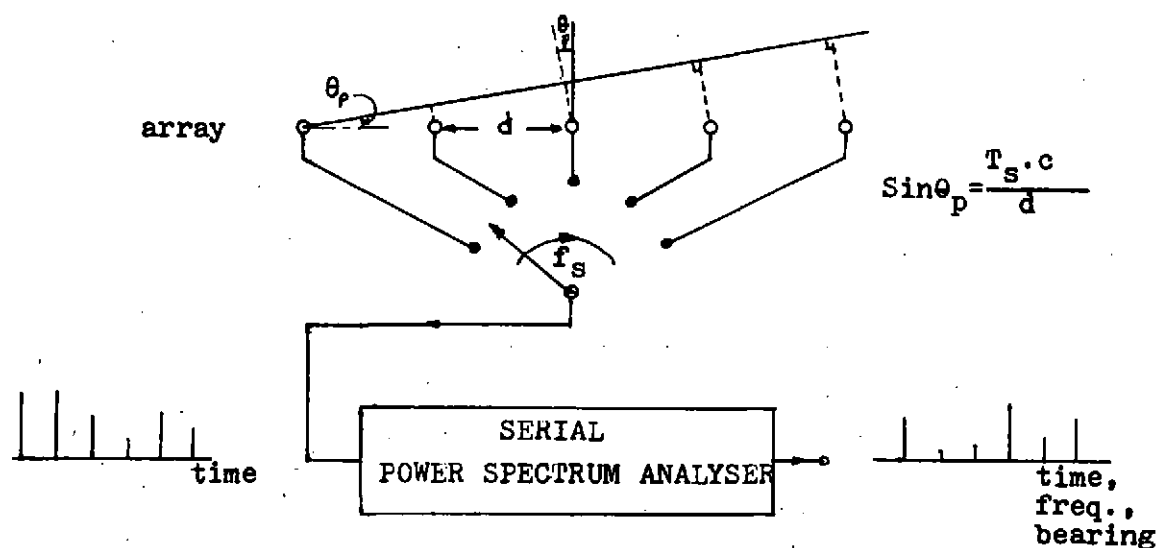 θ
θp
array
d
Sinθp = Ts.c / d
fs
SERIAL
POWER SPECTRUM ANALYSER
time
time,
freq.,
bearing